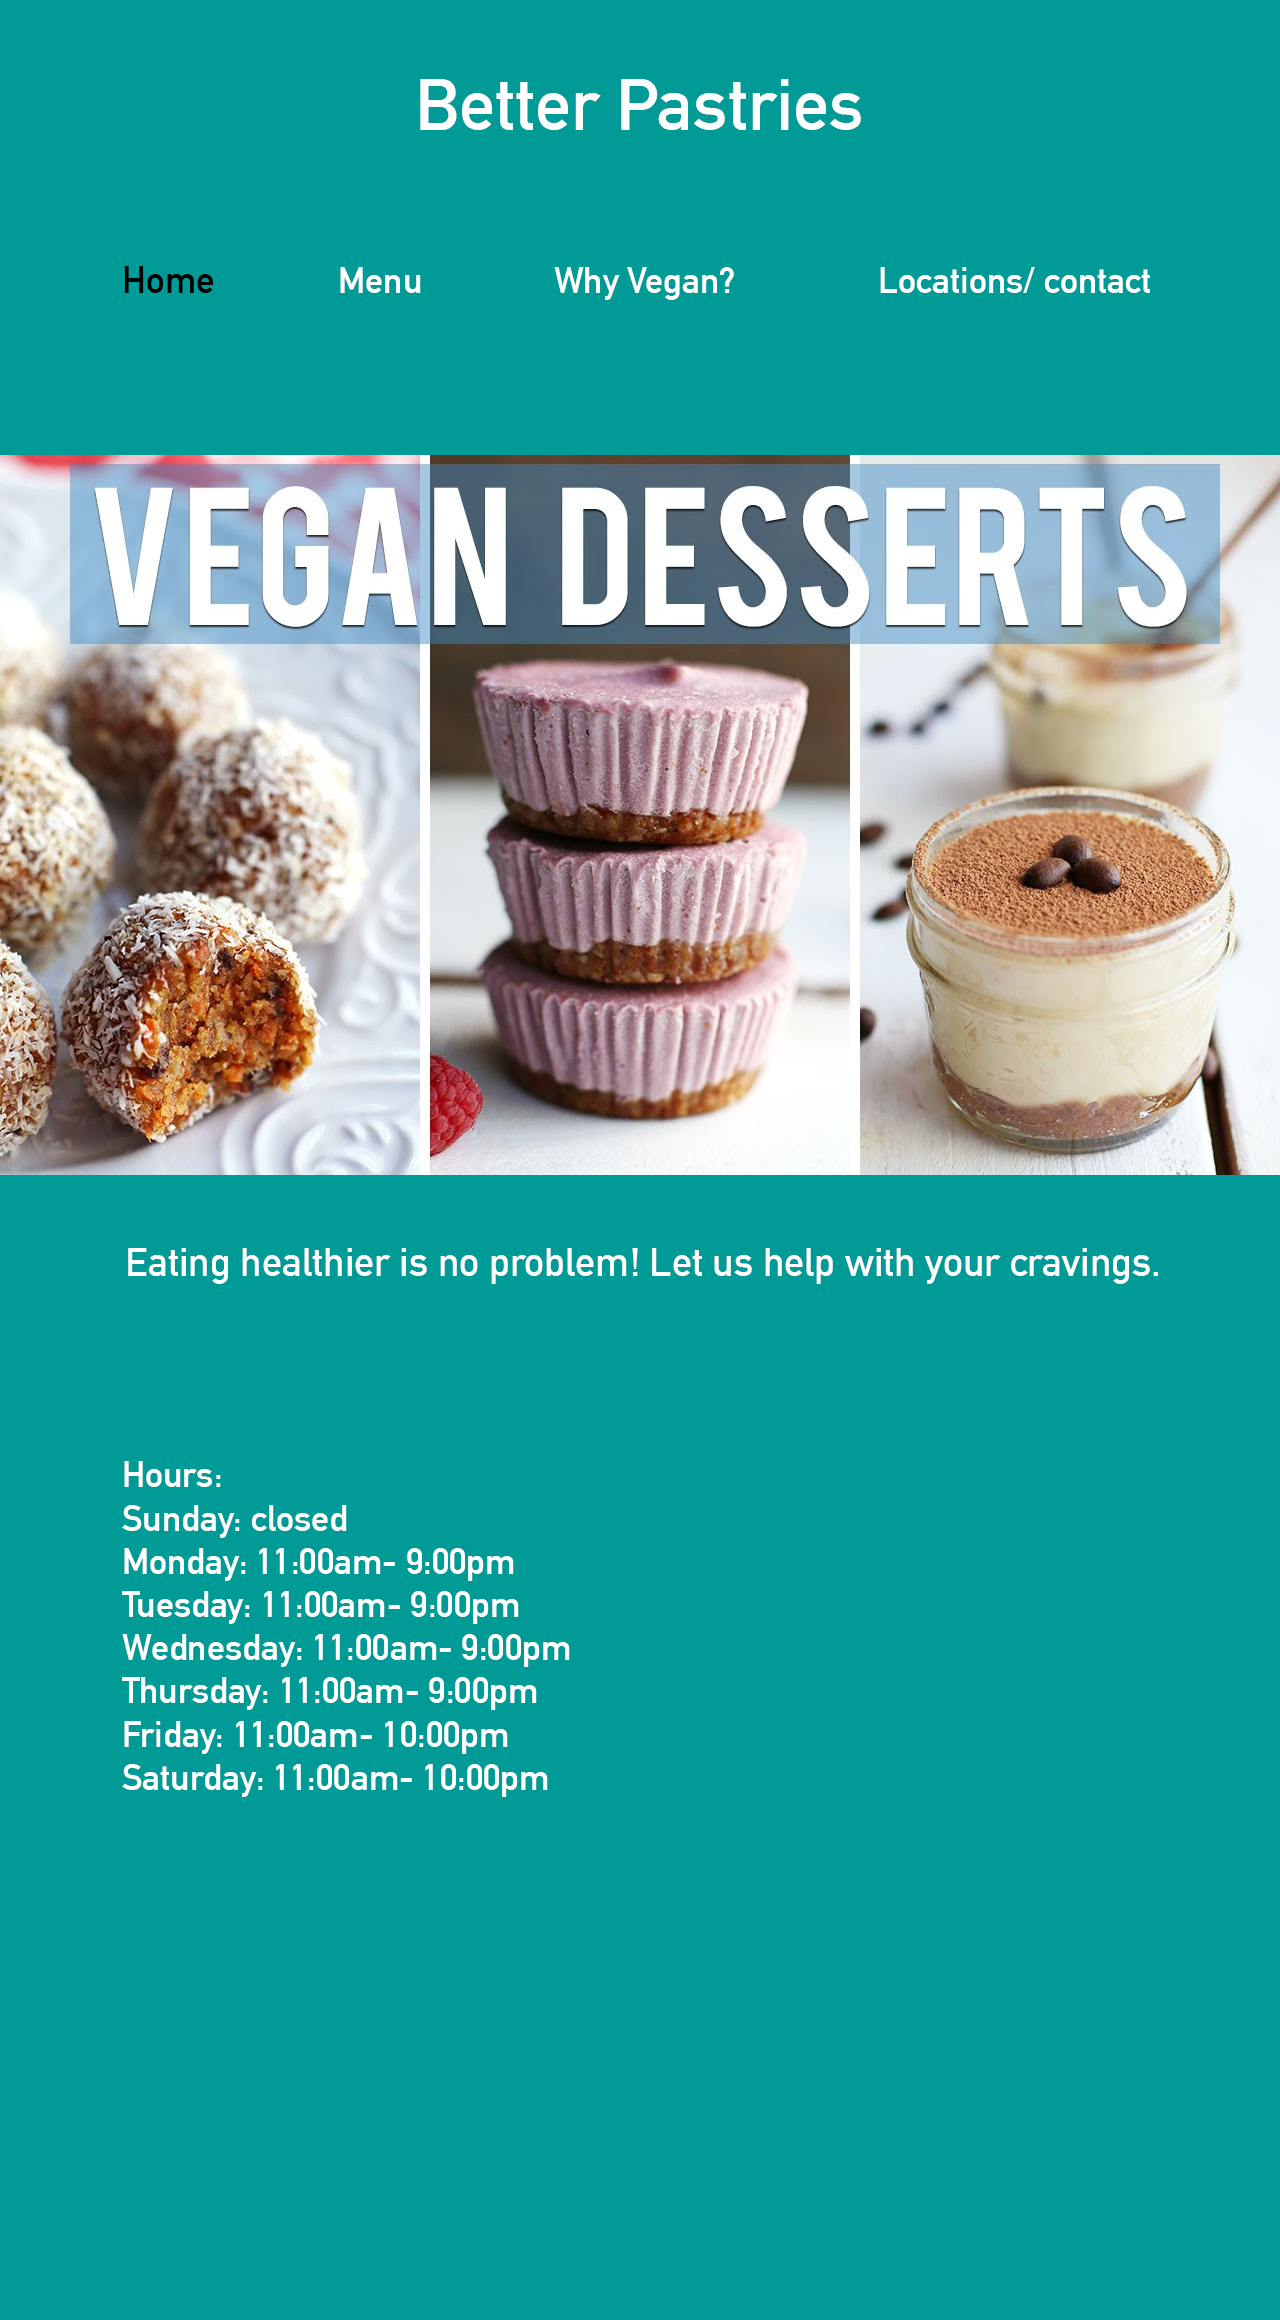 Better Pastries
Home Menu Why Vegan? Locations/ contact
VEGAN DESSERTS
Eating healthier is no problem! Let us help with your cravings.
Hours:
Sunday: closed
Monday: 11:00am- 9:00pm
Tuesday: 11:00am- 9:00pm
Wednesday: 11:00am- 9:00pm
Thursday: 11:00am- 9:00pm
Friday: 11:00am- 10:00pm
Saturday: 11:00am- 10:00pm